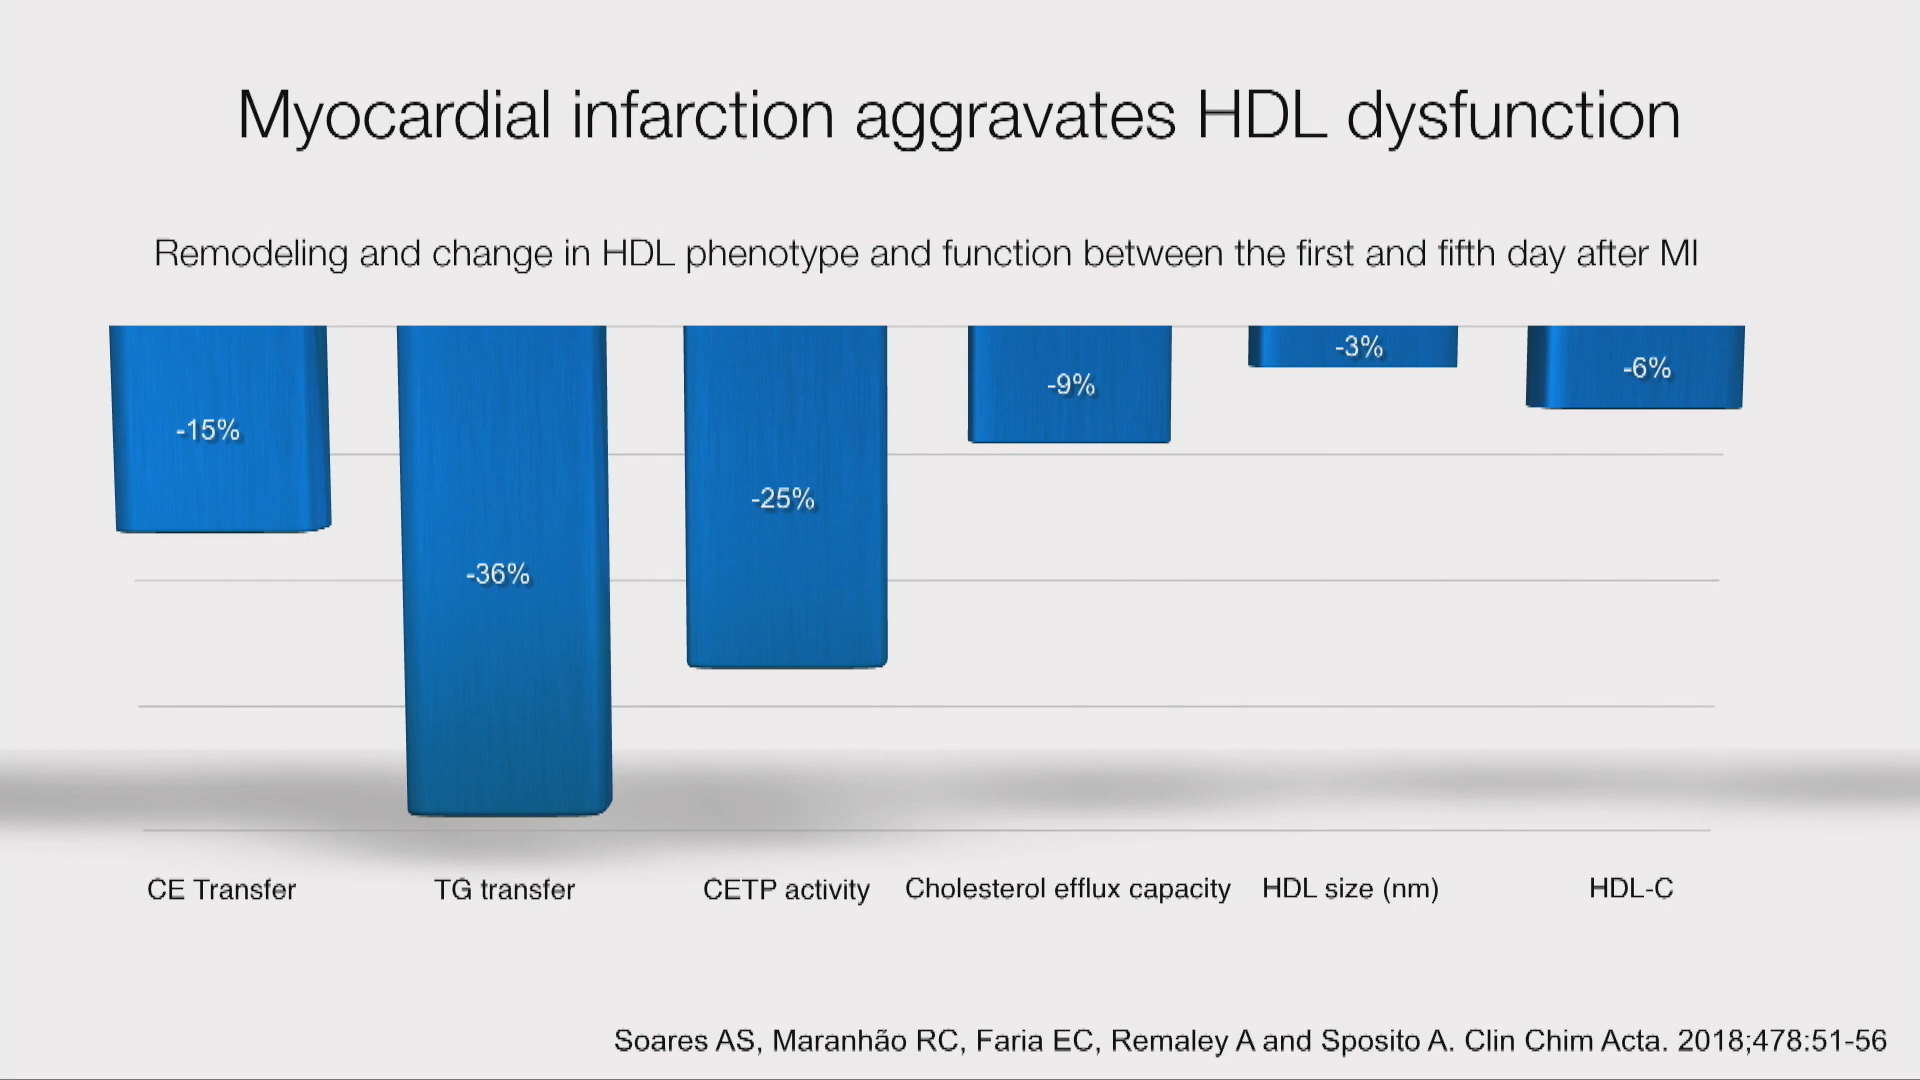 Myocardial infarction aggravates HDL dysfunction
Remodeling and change in HDL phenotype and function between the first and fifth day after MI
-15%
-36%
-25%
-9%
-3%
-6%
CE Transfer
TG transfer
CETP activity
Cholesterol efflux capacity
HDL size (nm)
HDL-C
Soares AS, Maranhão RC, Faria EC, Remaley A and Sposito A. Clin Chim Acta. 2018;478:51-56